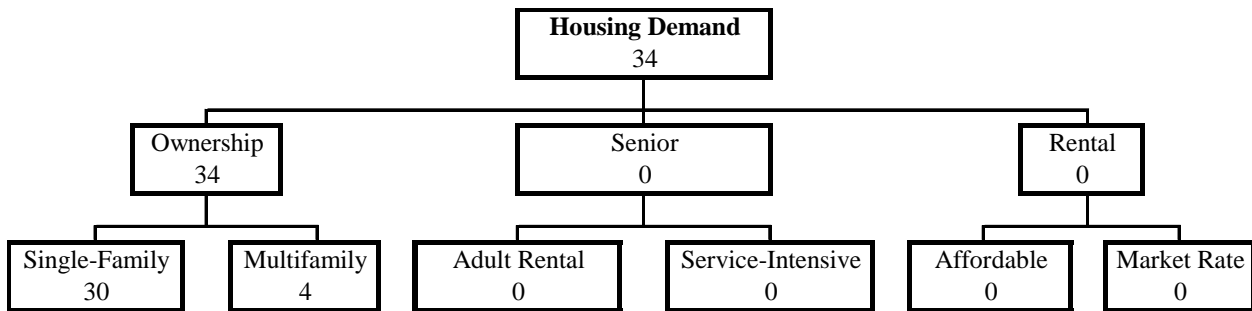 Housing Demand
34
Ownership
34
Senior
0
Rental
0
Single-Family
30
Multifamily
4
Adult Rental
0
Service-Intensive
0
Affordable
0
Market Rate
0